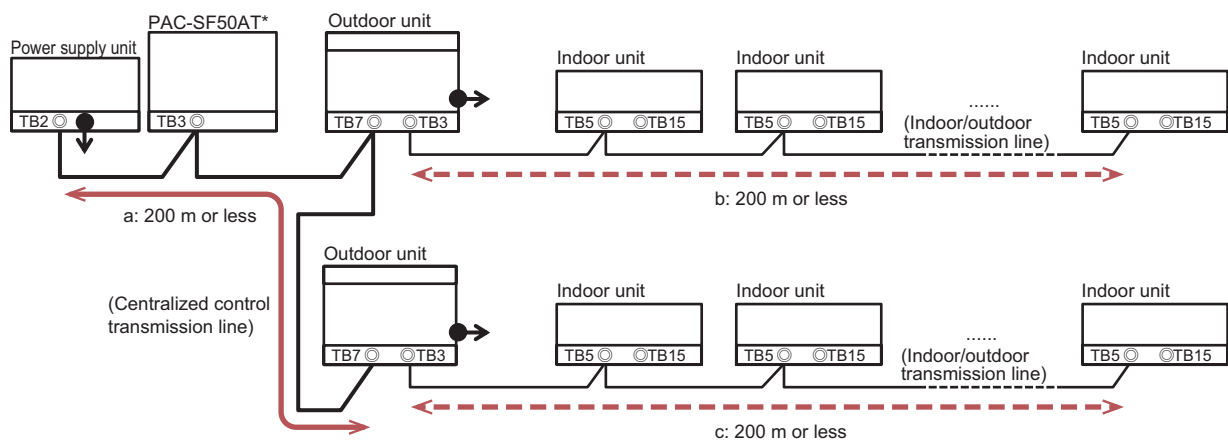 PAC-SF50AT*
Power supply unit
TB2
TB3
Outdoor unit
TB7 TB3
Indoor unit
TB5 TB15
Indoor unit
TB5 TB15
......
(Indoor/outdoor
transmission line)
Indoor unit
TB5 TB15
a: 200 m or less
b: 200 m or less
(Centralized control
transmission line)
Outdoor unit
TB7 TB3
Indoor unit
TB5 TB15
Indoor unit
TB5 TB15
......
(Indoor/outdoor
transmission line)
Indoor unit
TB5 TB15
c: 200 m or less